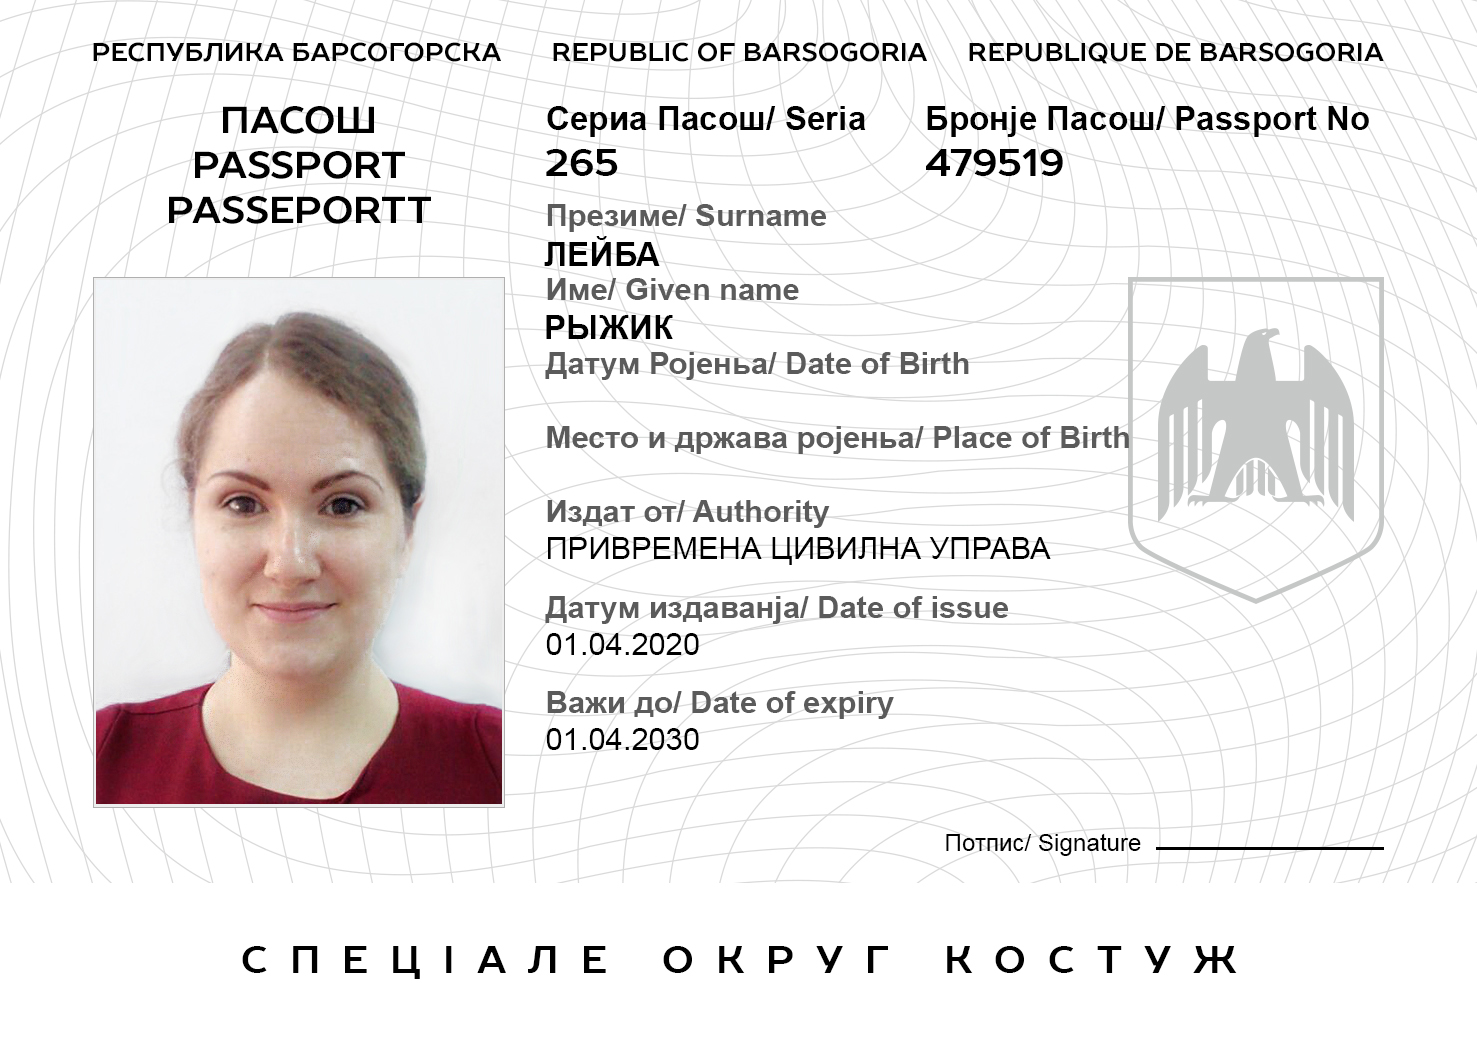 РЕСПУБЛИКА БАРСОГОРСКА REPUBLIC OF BARSOGORIA REPUBLIQUE DE BARSOGORIA
ПАСОШ
PASSPORT
PASSEPORTT
Сериа Пасош/ Seria Бронје Пасош/ Passport No
265 479519
Презиме/ Surname
ЛЕЙБА
Име/ Given name
РЫЖИК
Датум Ројења/ Date of Birth
Место и држава ројења/ Place of Birth
Издат от/ Authority
ПРИВРЕМЕНА ЦИВИЛНА УПРАВА
Датум издаванја/ Date of issue
01.04.2020
Важи до/ Date of expiry
01.04.2030
Потпис/ Signature
СПЕЦІАЛЕ ОКРУГ КОСТУЖ